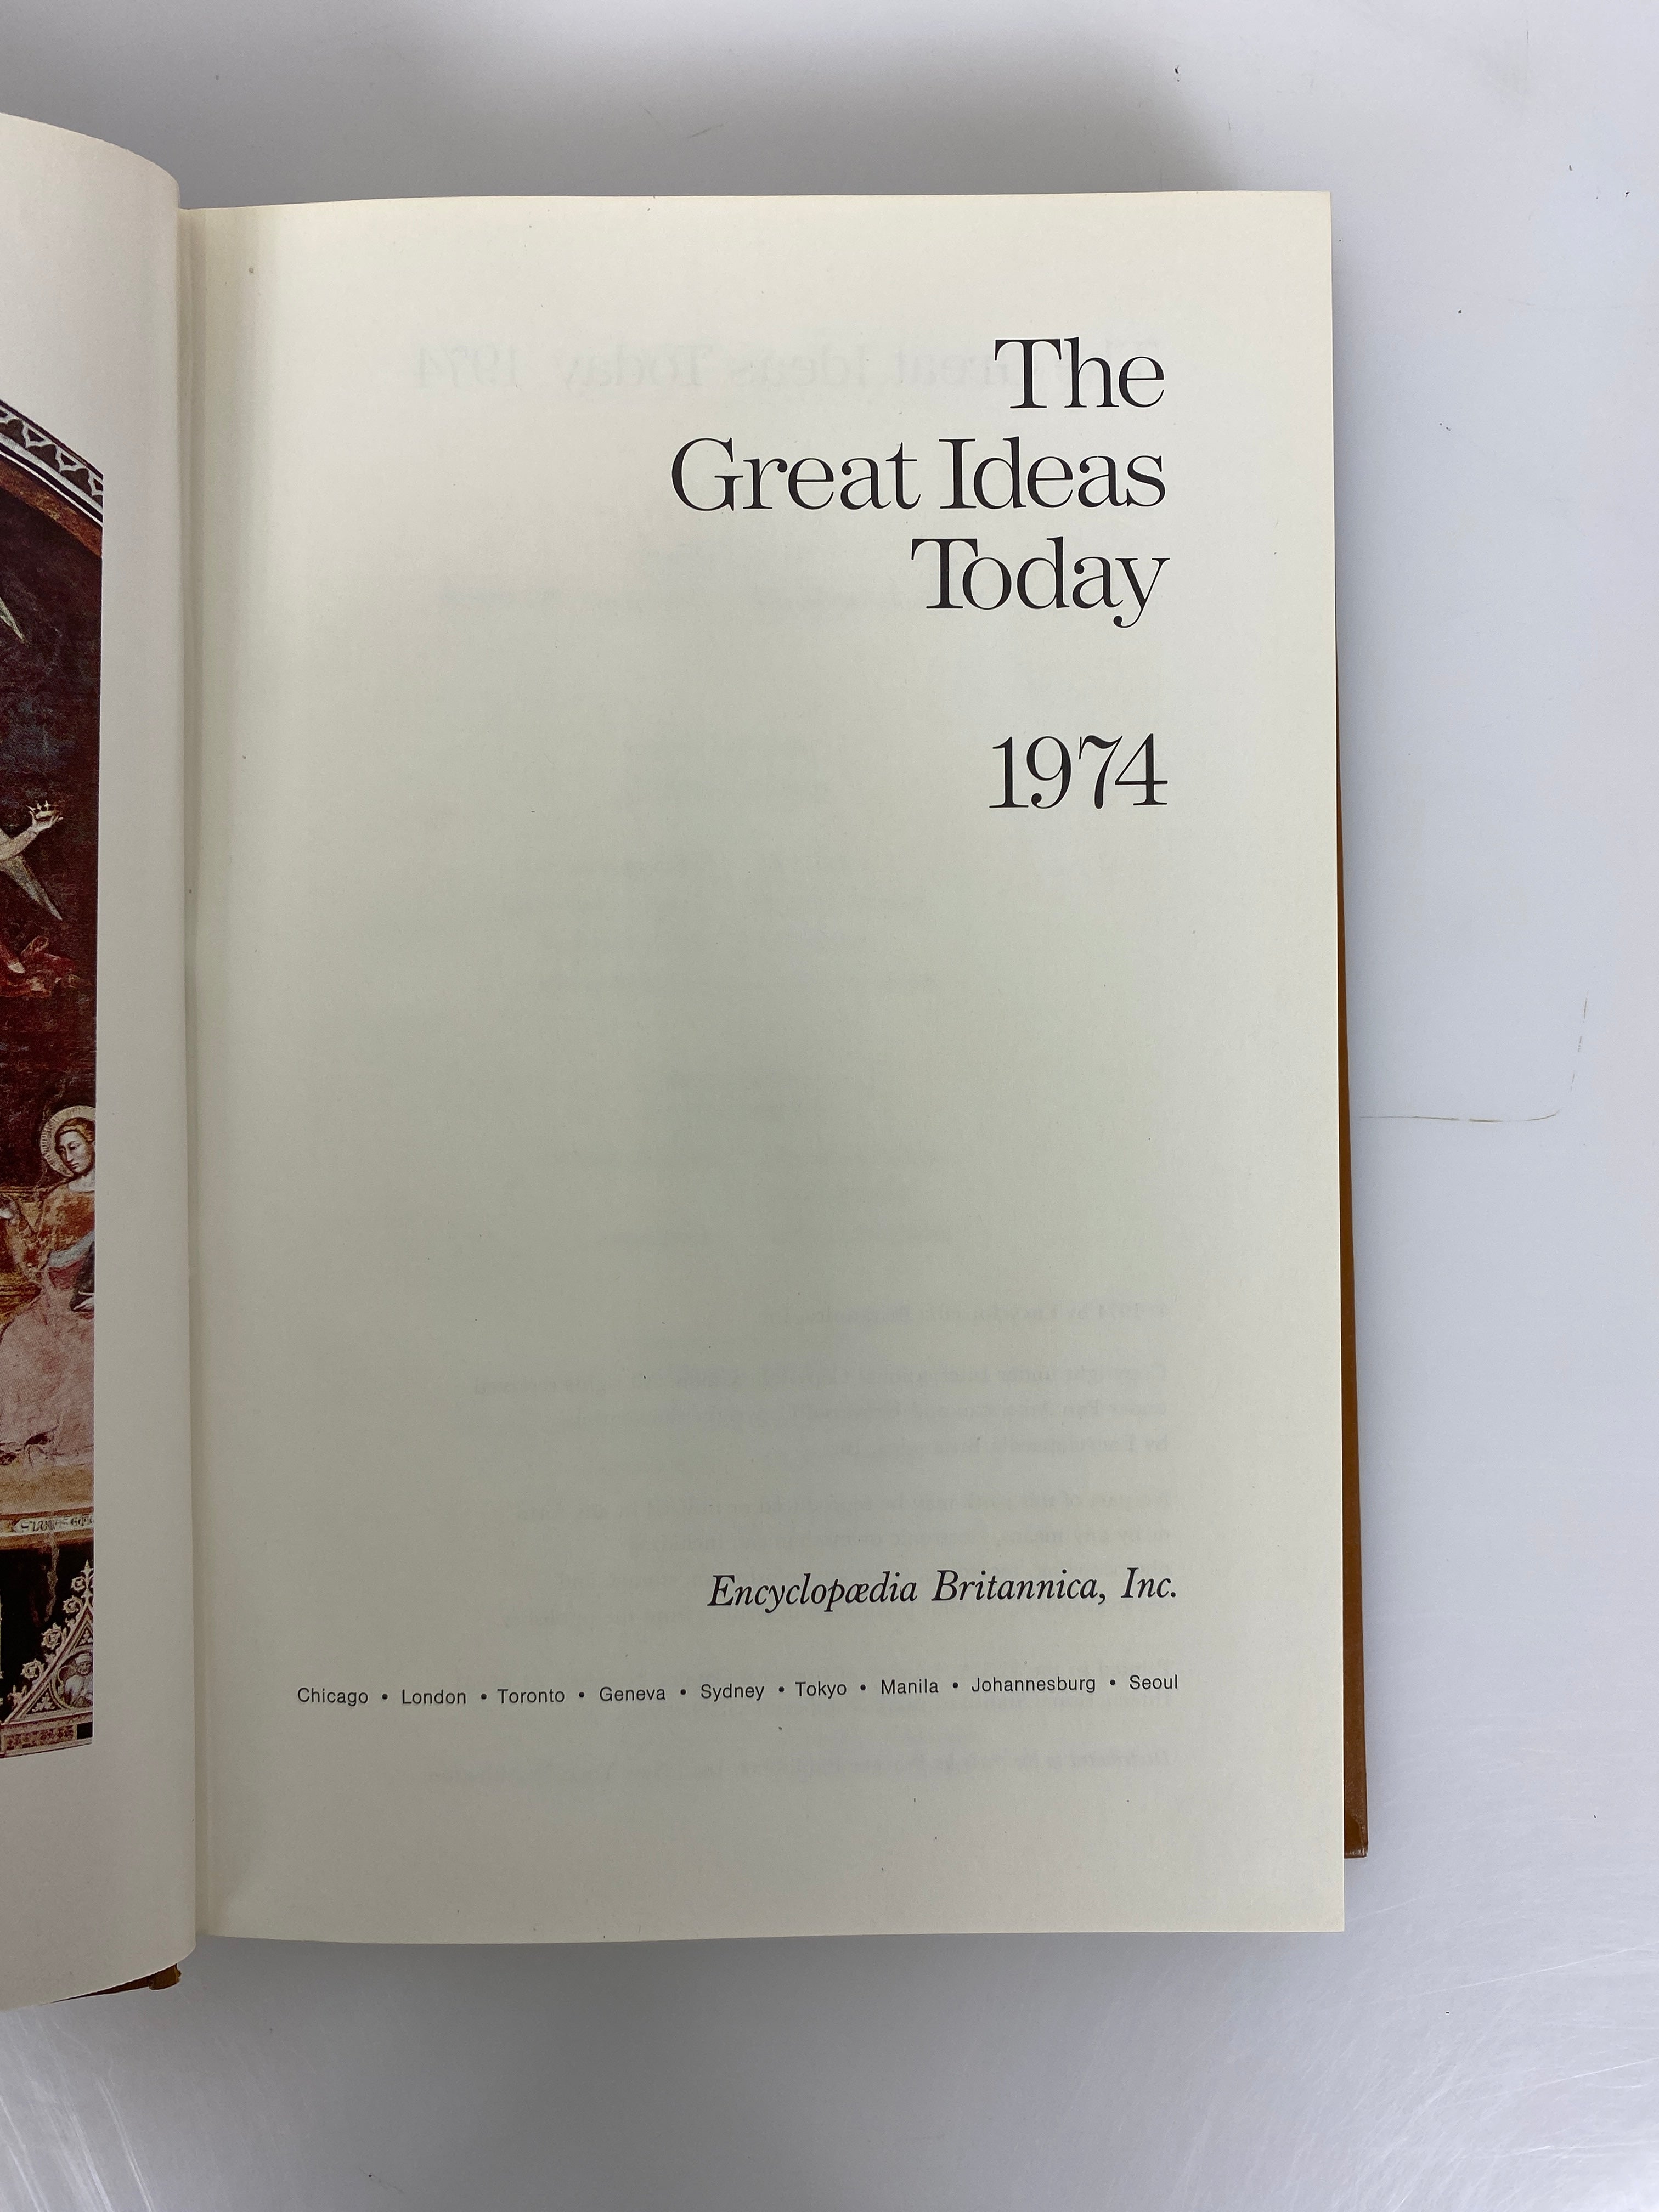 The
Great Ideas
Today
1974
Encyclopædia Britannica, Inc.
Chicago • London • Toronto • Geneva • Sydney • Tokyo • Manila • Johannesburg • Seoul